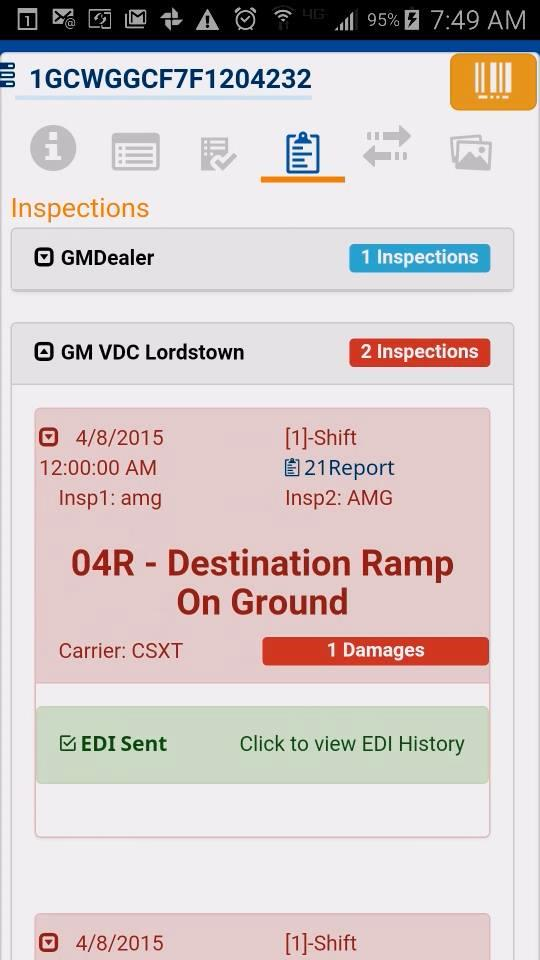 1 4G 95% 7:49 AM
1GCWGGCF7F1204232
Inspections
GMDealer 1 Inspections
GM VDC Lordstown 2 Inspections
4/8/2015 [1]-Shift
12:00:00 AM 21Report
Insp1: amg Insp2: AMG
04R - Destination Ramp
On Ground
Carrier: CSXT 1 Damages
EDI Sent Click to view EDI History
4/8/2015 [1]-Shift